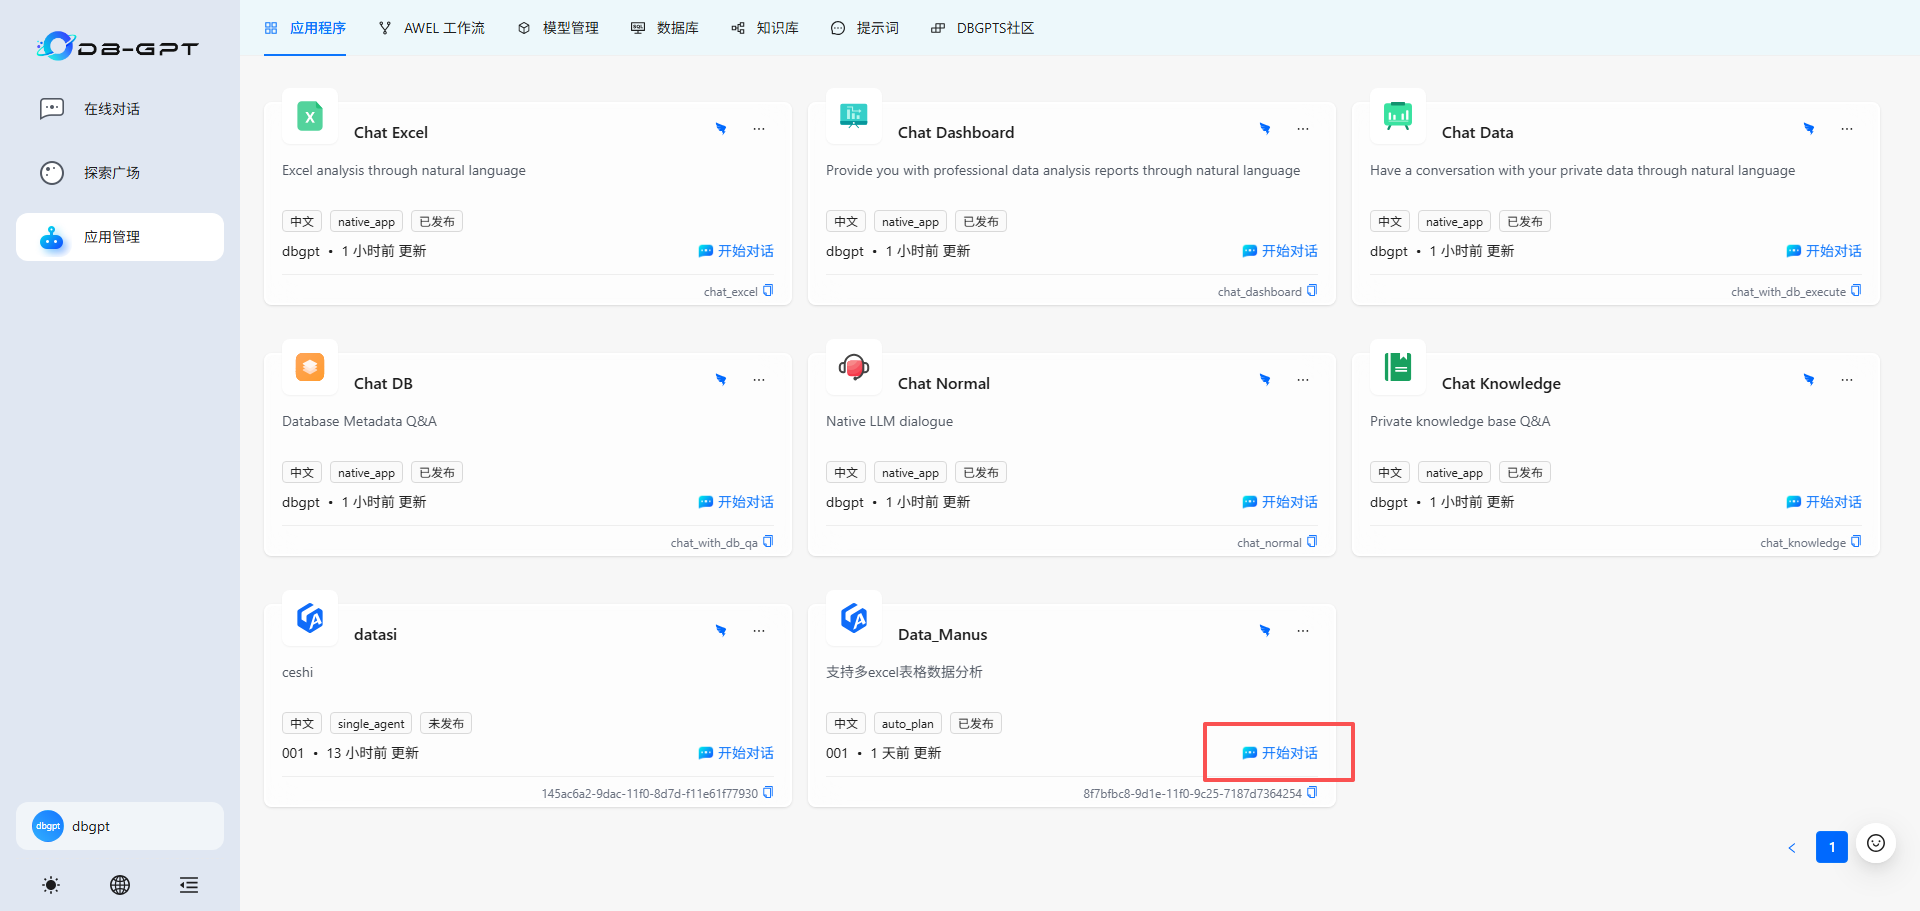 DB-GPT
在线对话
探索广场
应用管理
dbgpt
dbgpt
应用程序
AWEL 工作流
模型管理
数据库
知识库
提示词
DBGPTS社区
Chat Excel
Excel analysis through natural language
中文 native_app 已发布
dbgpt • 1 小时前 更新
开始对话
chat_excel
Chat Dashboard
Provide you with professional data analysis reports through natural language
中文 native_app 已发布
dbgpt • 1 小时前 更新
开始对话
chat_dashboard
Chat Data
Have a conversation with your private data through natural language
中文 native_app 已发布
dbgpt • 1 小时前 更新
开始对话
chat_with_db_execute
Chat DB
Database Metadata Q&A
中文 native_app 已发布
dbgpt • 1 小时前 更新
开始对话
chat_with_db_qa
Chat Normal
Native LLM dialogue
中文 native_app 已发布
dbgpt • 1 小时前 更新
开始对话
chat_normal
Chat Knowledge
Private knowledge base Q&A
中文 native_app 已发布
dbgpt • 1 小时前 更新
开始对话
chat_knowledge
datasi
ceshi
中文 single_agent 未发布
001 • 13 小时前 更新
开始对话
145ac6a2-9dac-11f0-8d7d-f11e61f77930
Data_Manus
支持多excel表格数据分析
中文 auto_plan 已发布
001 • 1 天前 更新
开始对话
8f7bfbc8-9d1e-11f0-9c25-7187d7364254
1